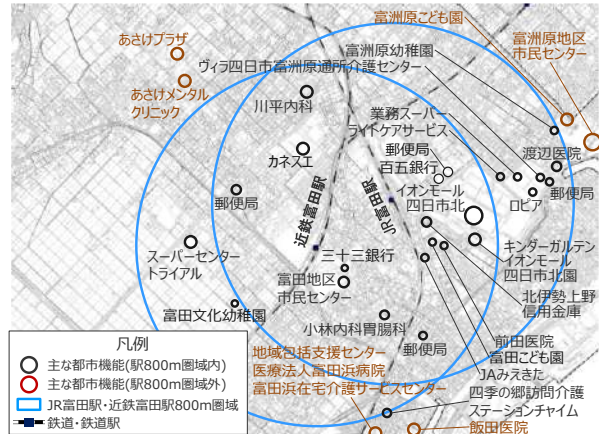 富洲原こども園
あさけプラザ
富洲原幼稚園
富洲原地区
市民センター
ヴィラ四日市富洲原通所介護センター
あさけメンタル
クリニック
川平内科
業務スーパー
ライトケアサービス
郵便局
百五銀行
渡辺医院
カネスエ
イオンモール
四日市北
ロピア
郵便局
郵便局
近鉄富田駅
JR富田駅
スーパーセンター
トライアル
三十三銀行
富田地区
市民センター
キンダーガルテン
イオンモール
四日市北園
北伊勢上野
信用金庫
富田文化幼稚園
小林内科胃腸科
郵便局
前田医院
富田こども園
JAみえきた
四季の郷訪問介護
ステーションチャイム
地域包括支援センター
医療法人富田浜病院
富田浜在宅介護サービスセンター
飯田医院
凡例
主な都市機能(駅800m圏域内)
主な都市機能(駅800m圏域外)
JR富田駅・近鉄富田駅800m圏域
鉄道・鉄道駅